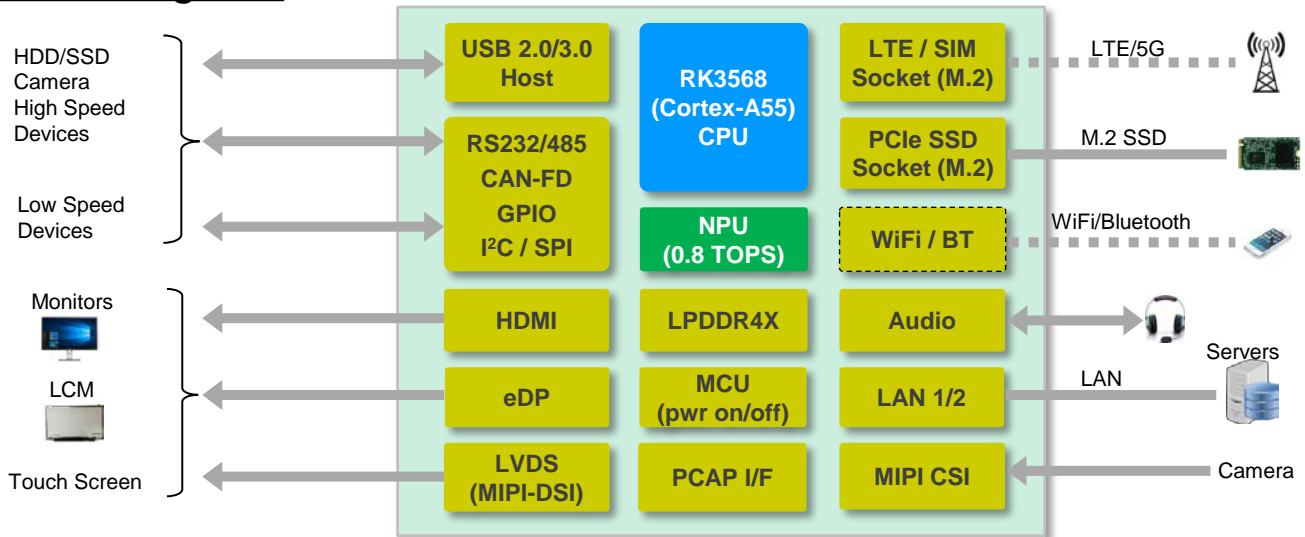 HDD/SSD
Camera
High Speed
Devices
Low Speed
Devices
Monitors
LCM
Touch Screen
USB 2.0/3.0
Host
RS232/485
CAN-FD
GPIO
I²C / SPI
HDMI
eDP
LVDS
(MIPI-DSI)
RK3568
(Cortex-A55)
CPU
NPU
(0.8 TOPS)
LPDDR4X
MCU
(pwr on/off)
PCAP I/F
LTE / SIM
Socket (M.2)
PCIe SSD
Socket (M.2)
WiFi / BT
Audio
LAN 1/2
MIPI CSI
LTE/5G
M.2 SSD
WiFi/Bluetooth
Servers
LAN
Camera